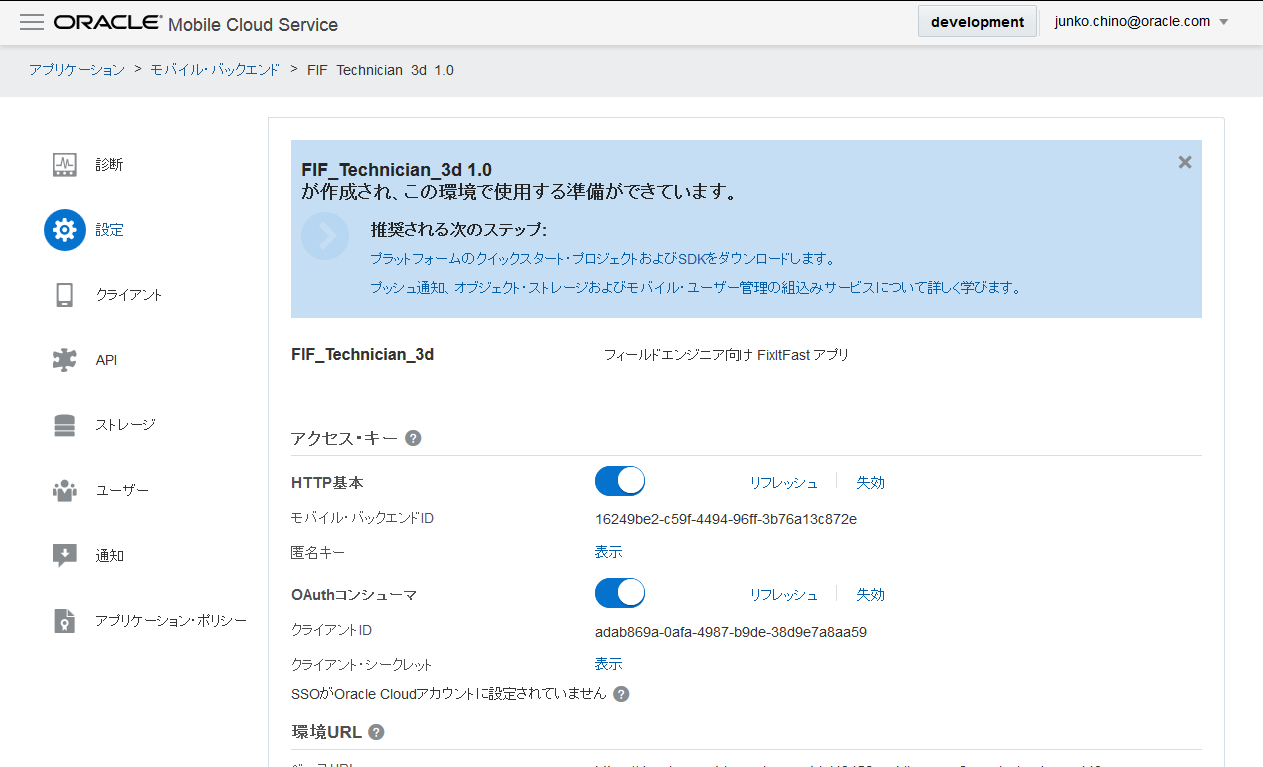 ORACLE Mobile Cloud Service
development
junko.chino@oracle.com
アプリケーション > モバイル・バックエンド > FIF Technician 3d 1.0
診断
設定
クライアント
API
ストレージ
ユーザー
通知
アプリケーション・ポリシー
FIF_Technician_3d 1.0
が作成され、この環境で使用する準備ができています。
推奨される次のステップ:
プラットフォームのクイックスタート・プロジェクトおよびSDKをダウンロードします。
プッシュ通知、オブジェクト・ストレージおよびモバイル・ユーザー管理の組込みサービスについて詳しく学びます。
FIF_Technician_3d
フィールドエンジニア向け FixItFast アプリ
アクセス・キー
HTTP基本 リフレッシュ 失効
モバイル・バックエンドID 16249be2-c59f-4494-96ff-3b76a13c872e
匿名キー 表示
OAuthコンシューマ リフレッシュ 失効
クライアントID adab869a-0afa-4987-b9de-38d9e7a8aa59
クライアント・シークレット 表示
SSOがOracle Cloudアカウントに設定されていません
環境URL